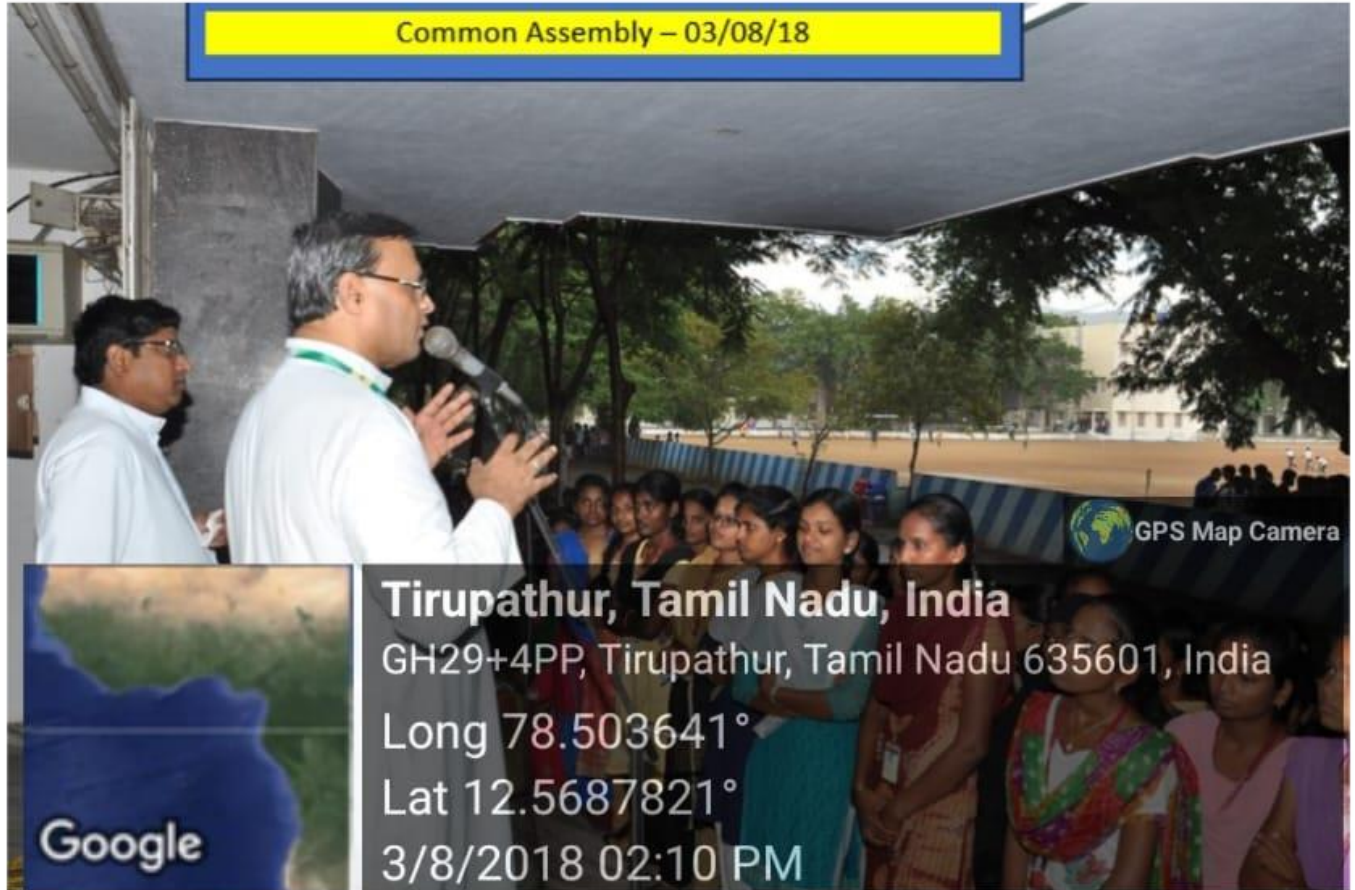 Common Assembly – 03/08/18
GPS Map Camera
Tirupathur, Tamil Nadu, India
GH29+4PP, Tirupathur, Tamil Nadu 635601, India
Long 78.503641°
Lat 12.5687821°
3/8/2018 02:10 PM
Google